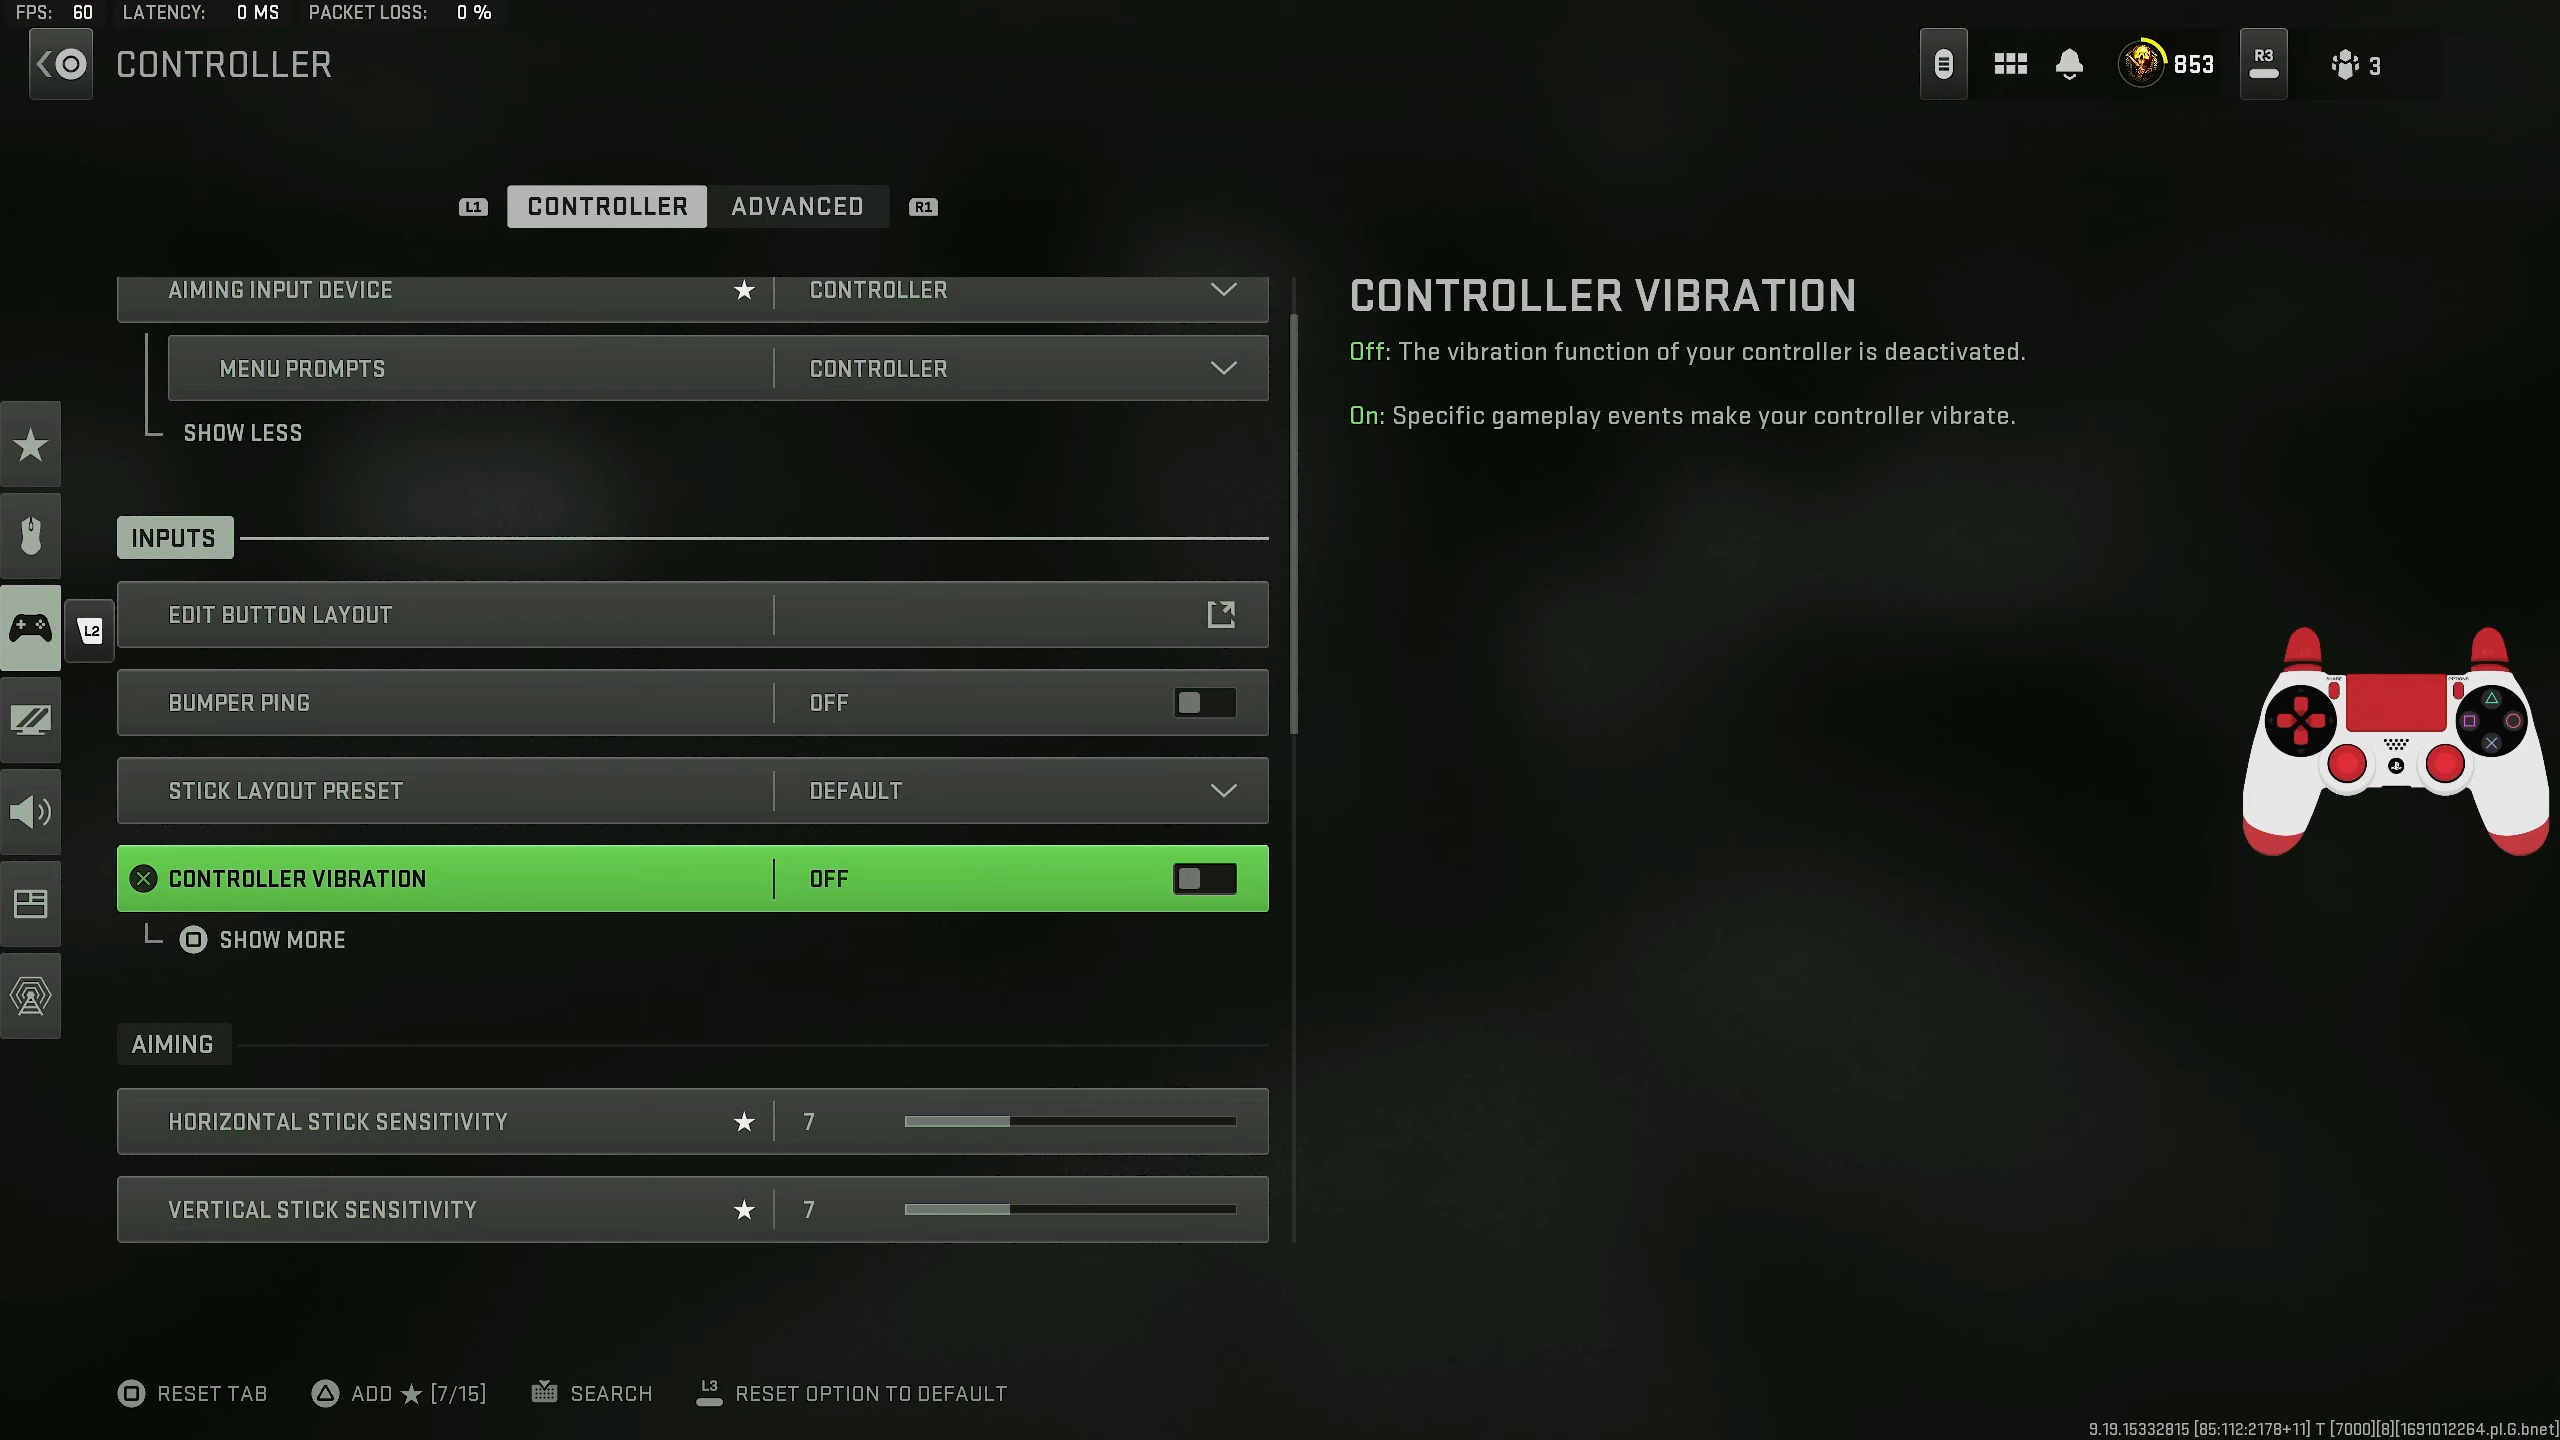 FPS: 60 LATENCY: 0 MS PACKET LOSS: 0 %
CONTROLLER
853
R3
3
L1 CONTROLLER ADVANCED R1
AIMING INPUT DEVICE CONTROLLER
MENU PROMPTS CONTROLLER
SHOW LESS
INPUTS
L2
EDIT BUTTON LAYOUT
BUMPER PING OFF
STICK LAYOUT PRESET DEFAULT
CONTROLLER VIBRATION OFF
SHOW MORE
AIMING
HORIZONTAL STICK SENSITIVITY 7
VERTICAL STICK SENSITIVITY 7
CONTROLLER VIBRATION
Off: The vibration function of your controller is deactivated.
On: Specific gameplay events make your controller vibrate.
SHARE OPTIONS
RESET TAB ADD ★ [7/15] SEARCH L3 RESET OPTION TO DEFAULT
9.19.15332815 [85:112:2178+11] T [7000][8][1691012264.pl.G.bnet]